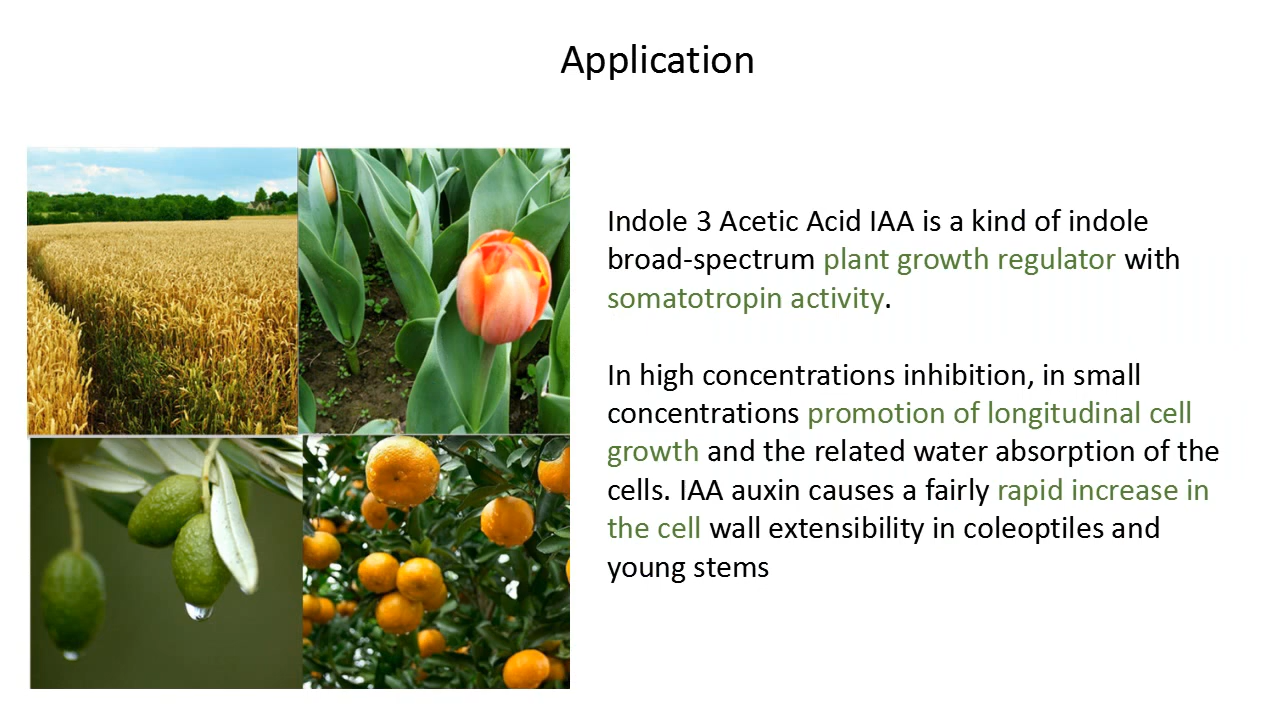 Application
Indole 3 Acetic Acid IAA is a kind of indole
broad-spectrum plant growth regulator with
somatotropin activity.
In high concentrations inhibition, in small
concentrations promotion of longitudinal cell
growth and the related water absorption of the
cells. IAA auxin causes a fairly rapid increase in
the cell wall extensibility in coleoptiles and
young stems